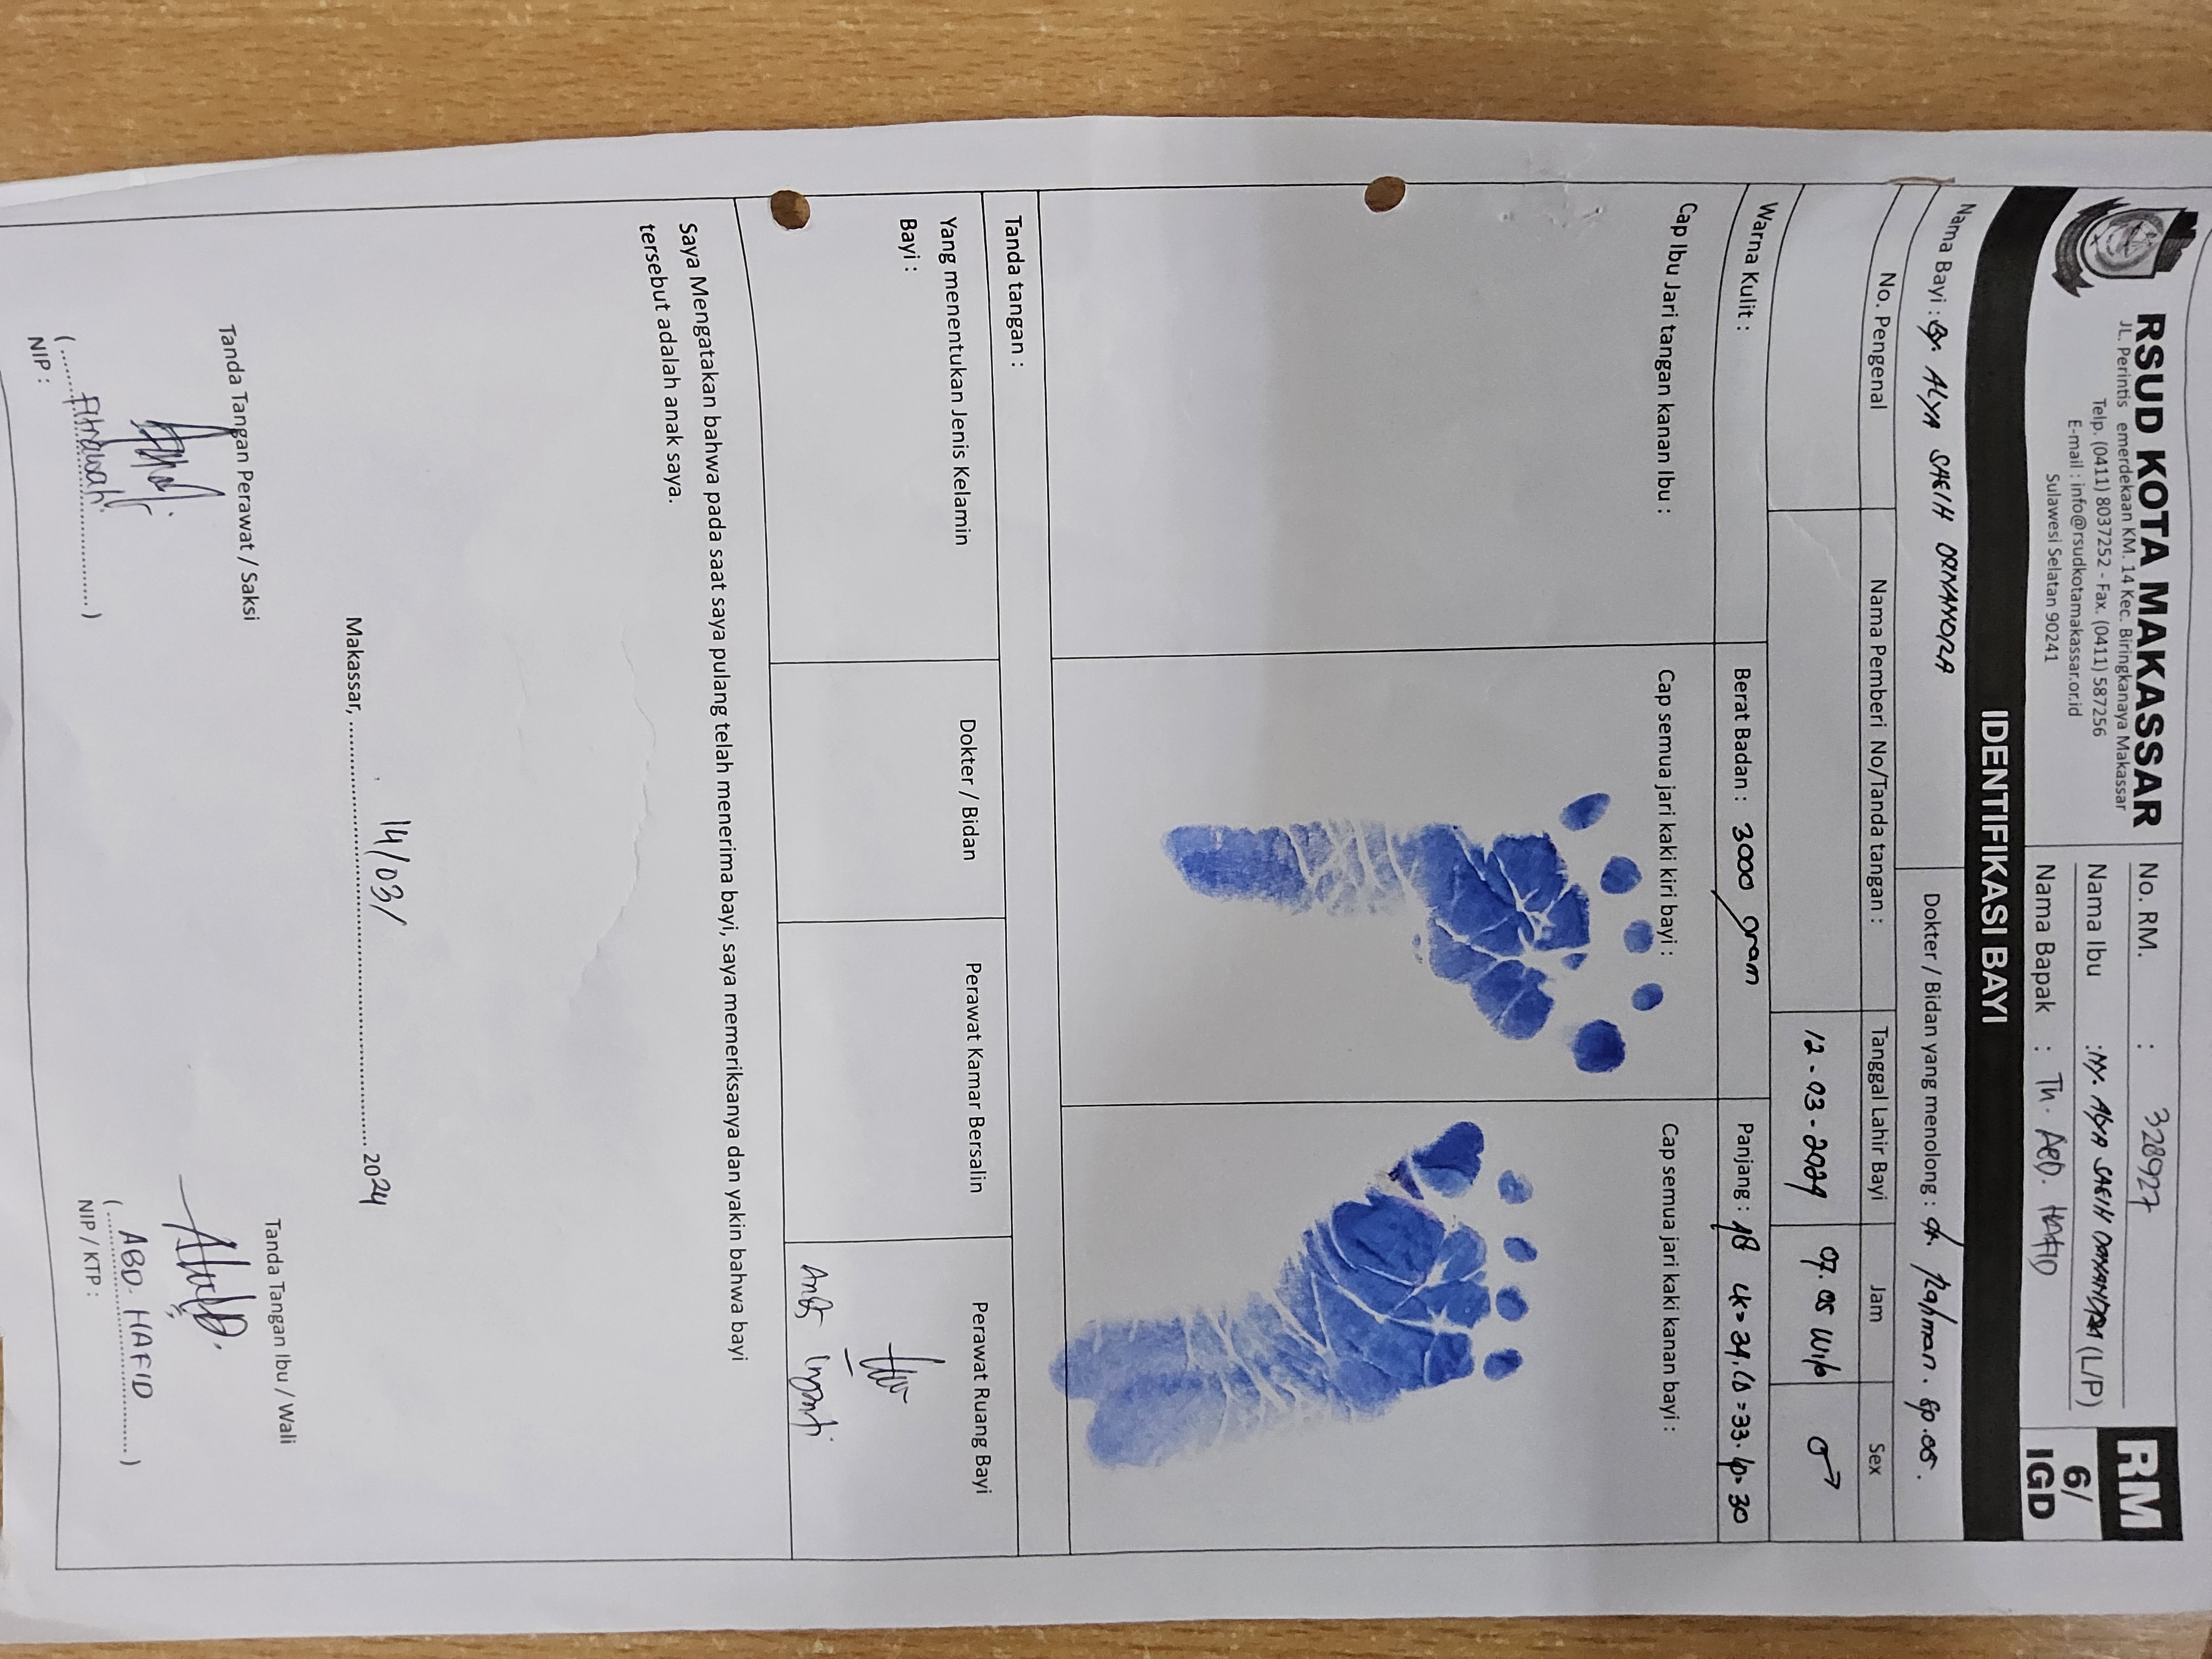 RSUD KOTA MAKASSAR
JL. Perintis emerdekaan KM. 14 Kec. Biringkanaya Makassar
Telp. (0411) 8037252 - Fax. (0411) 587256
E-mail : info@rsudkotamakassar.or.id
Sulawesi Selatan 90241
No. RM. : 328927
Nama Ibu : NY. ALYA SAEIH (L/P)
Nama Bapak : Tn. ABD. HAFID
RM
6/
IGD
IDENTIFIKASI BAYI
Nama Bayi : By. ALYA SAEIH
Dokter / Bidan yang menolong : dr. Rahman. Sp.OG.
No. Pengenal
Nama Pemberi No/Tanda tangan :
Tanggal Lahir Bayi
Jam
Sex
12-03-2024
07.05 Wib
♂
Warna Kulit :
Berat Badan : 3000 gram
Panjang : 48 LK= 34, LD =33. LP= 30
Cap Ibu Jari tangan kanan Ibu :
Cap semua jari kaki kiri bayi :
Cap semua jari kaki kanan bayi :
Tanda tangan :
Yang menentukan Jenis Kelamin
Bayi :
Dokter / Bidan
Perawat Kamar Bersalin
Perawat Ruang Bayi
Saya Mengatakan bahwa pada saat saya pulang telah menerima bayi, saya memeriksanya dan yakin bahwa bayi
tersebut adalah anak saya.
Makassar, 14/03/ 2024
Tanda Tangan Perawat / Saksi
Tanda Tangan Ibu / Wali
( ABD. HAFID )
NIP :
NIP / KTP :